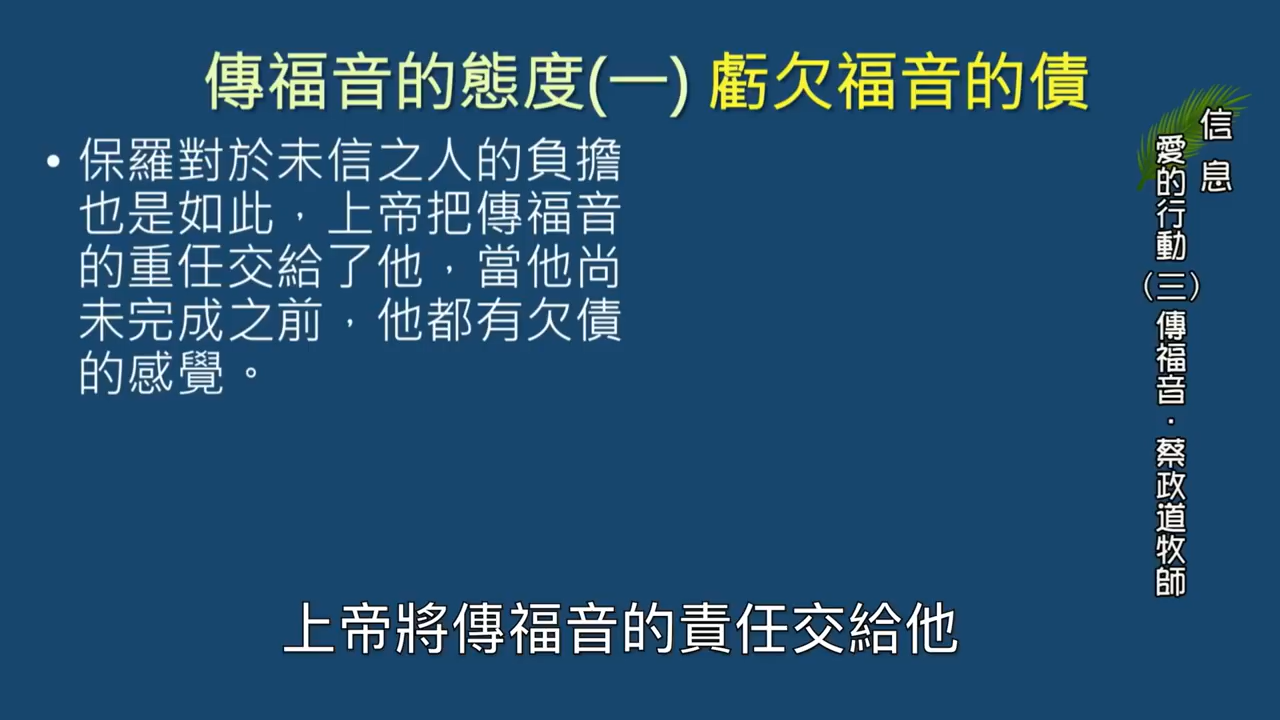 傳福音的態度(一) 虧欠福音的債
• 保羅對於未信之人的負擔
也是如此，上帝把傳福音
的重任交給了他，當他尚
未完成之前，他都有欠債
的感覺。
信息
愛的行動(三)傳福音．蔡政道牧師
上帝將傳福音的責任交給他